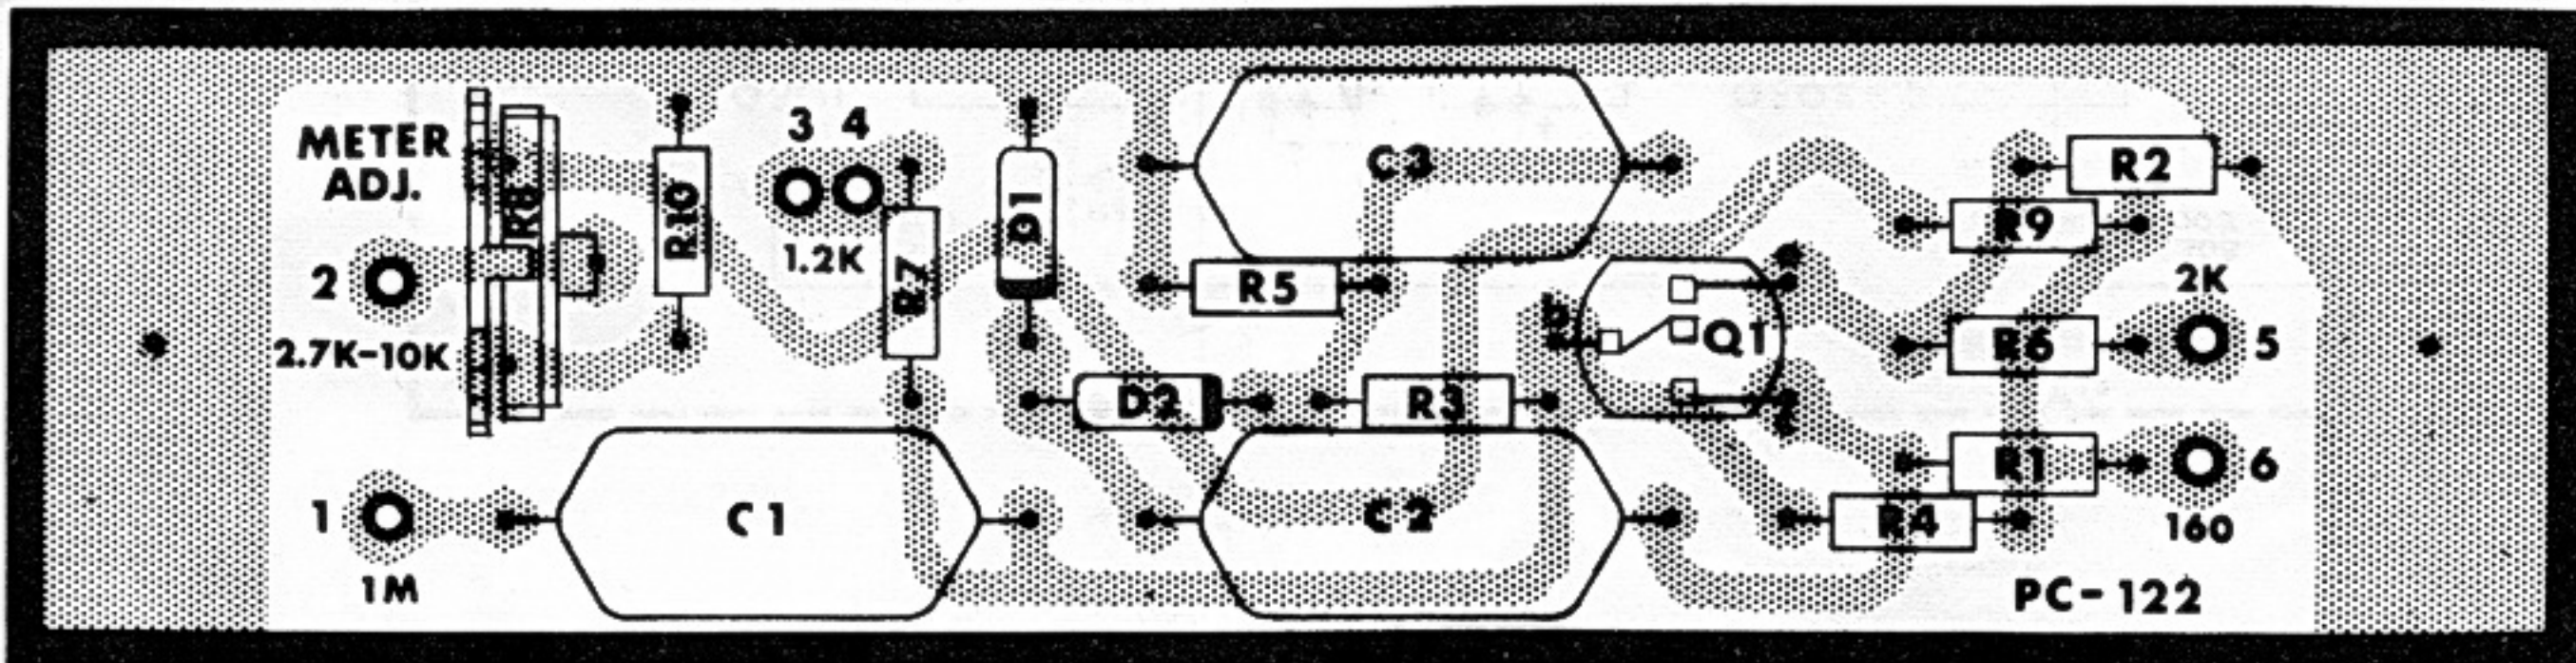 METER
ADJ.
R8
2
2.7K-10K
1
1M
R10
3 4
1.2K
R7
D1
C1
C3
R5
D2
R3
C2
b
Q1
R2
R9
2K
R6
5
R1
6
R4
160
PC-122